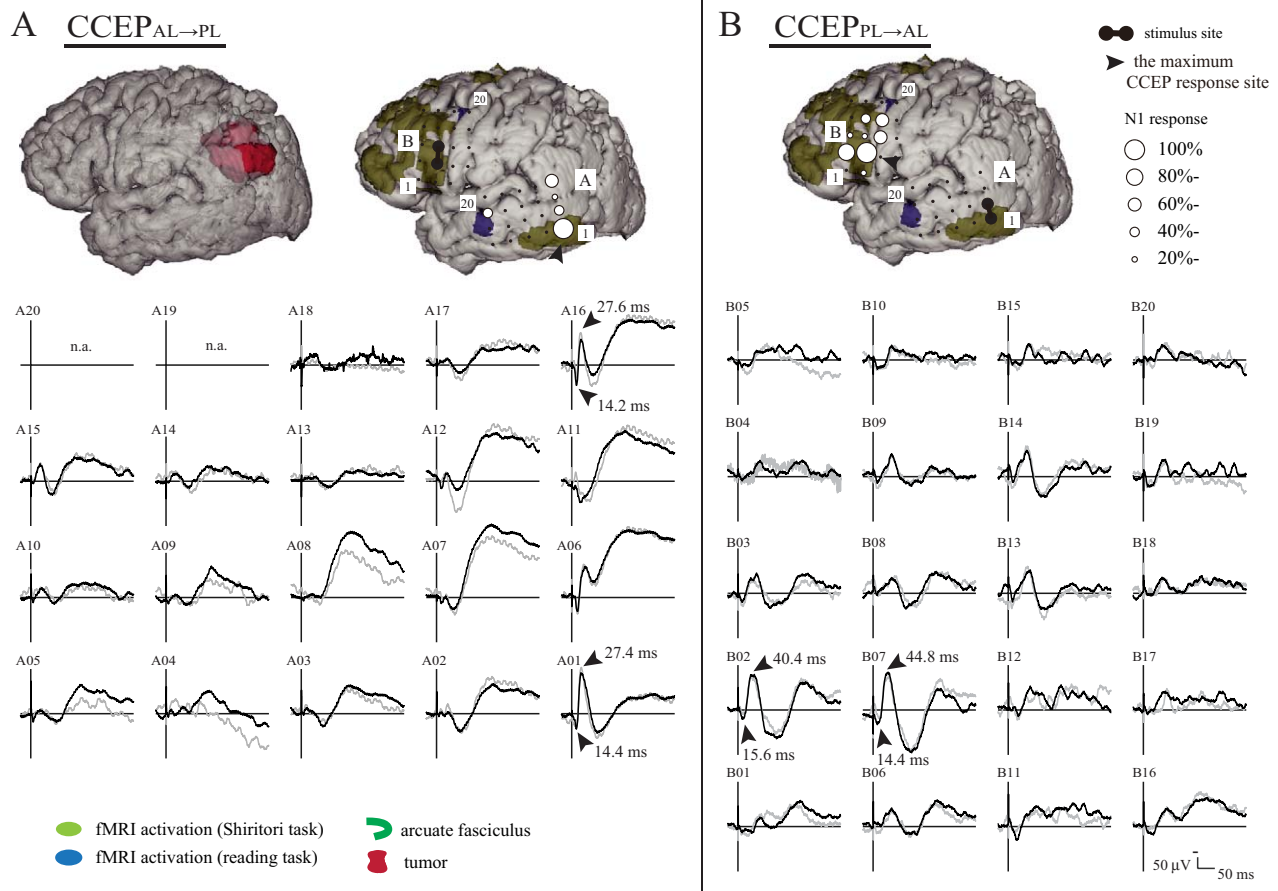 A CCEP AL→PL
B CCEP PL→AL
stimulus site
the maximum
CCEP response site
N1 response
100%
80%-
60%-
40%-
20%-
20
B
1
A
20
1
20
B
1
A
20
1
A20
n.a.
A19
n.a.
A18
A17
A16
27.6 ms
14.2 ms
A15
A14
A13
A12
A11
A10
A09
A08
A07
A06
A05
A04
A03
A02
A01
27.4 ms
14.4 ms
fMRI activation (Shiritori task)
fMRI activation (reading task)
arcuate fasciculus
tumor
B05
B10
B15
B20
B04
B09
B14
B19
B03
B08
B13
B18
B02
40.4 ms
15.6 ms
B07
44.8 ms
14.4 ms
B12
B17
B01
B06
B11
B16
50 µV
50 ms